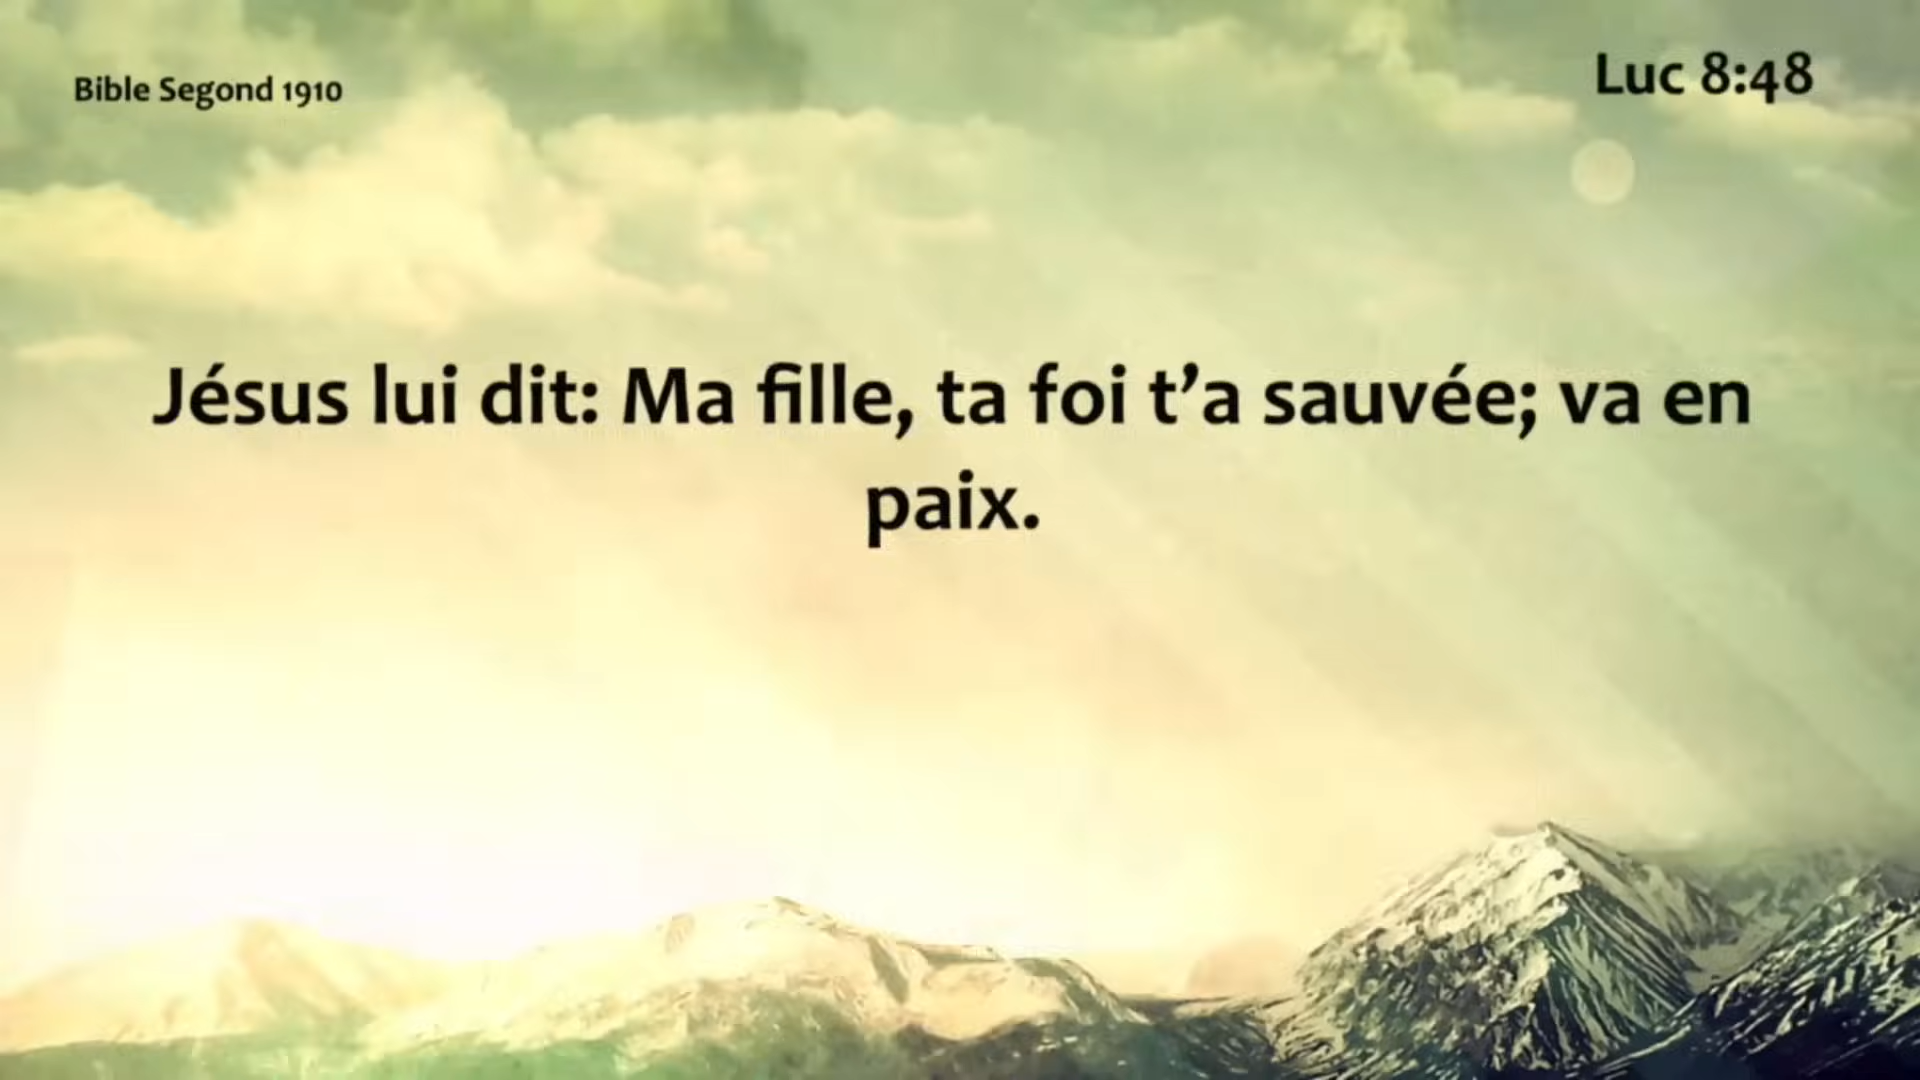 Bible Segond 1910
Luc 8:48
Jésus lui dit: Ma fille, ta foi t’a sauvée; va en
paix.